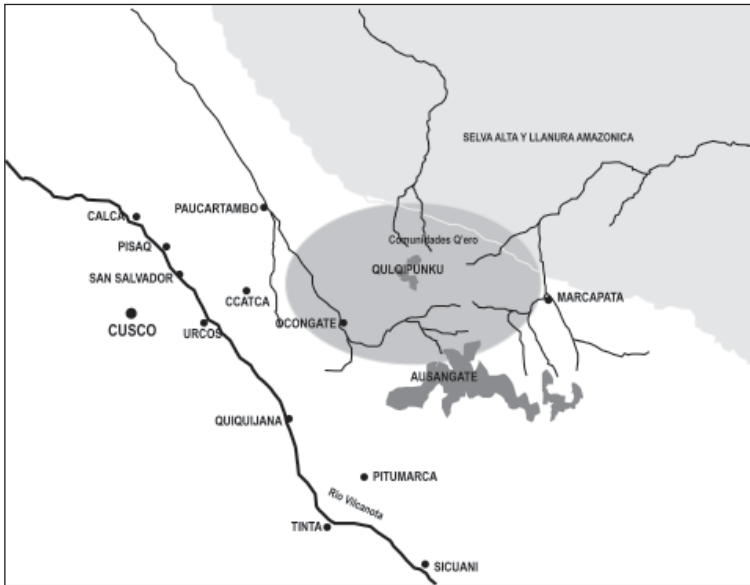 SELVA ALTA Y LLANURA AMAZONICA
CALCA
PAUCARTAMBO
PISAQ
Comunidades Q'ero
QULQIPUNKU
SAN SALVADOR
CCATCA
MARCAPATA
CUSCO
URCOS
OCONGATE
AUSANGATE
QUIQUIJANA
PITUMARCA
Río Vilcanota
TINTA
SICUANI